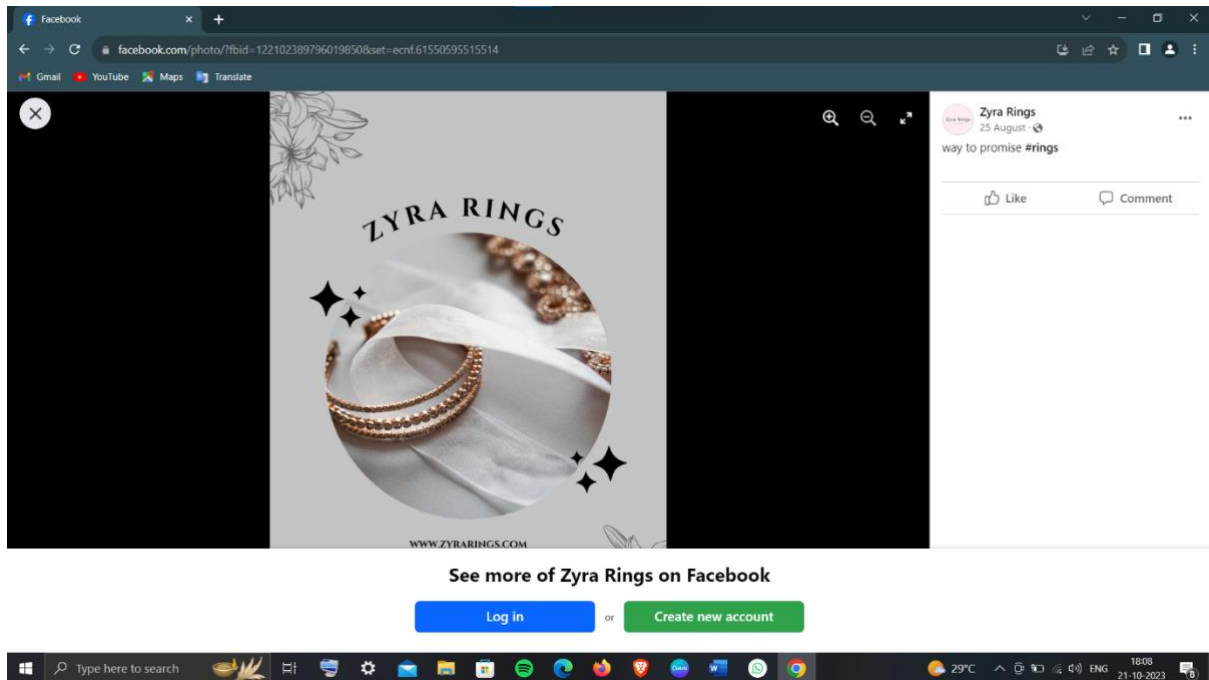 Facebook
facebook.com/photo/?fbid=122102389796019850&set=ecnf.61550595515514
Gmail YouTube Maps Translate
ZYRA RINGS
WWW.ZYRARINGS.COM
Zyra Rings
25 August ·
way to promise #rings
Like Comment
See more of Zyra Rings on Facebook
Log in or Create new account
Type here to search
29°C ENG 18:08
21-10-2023